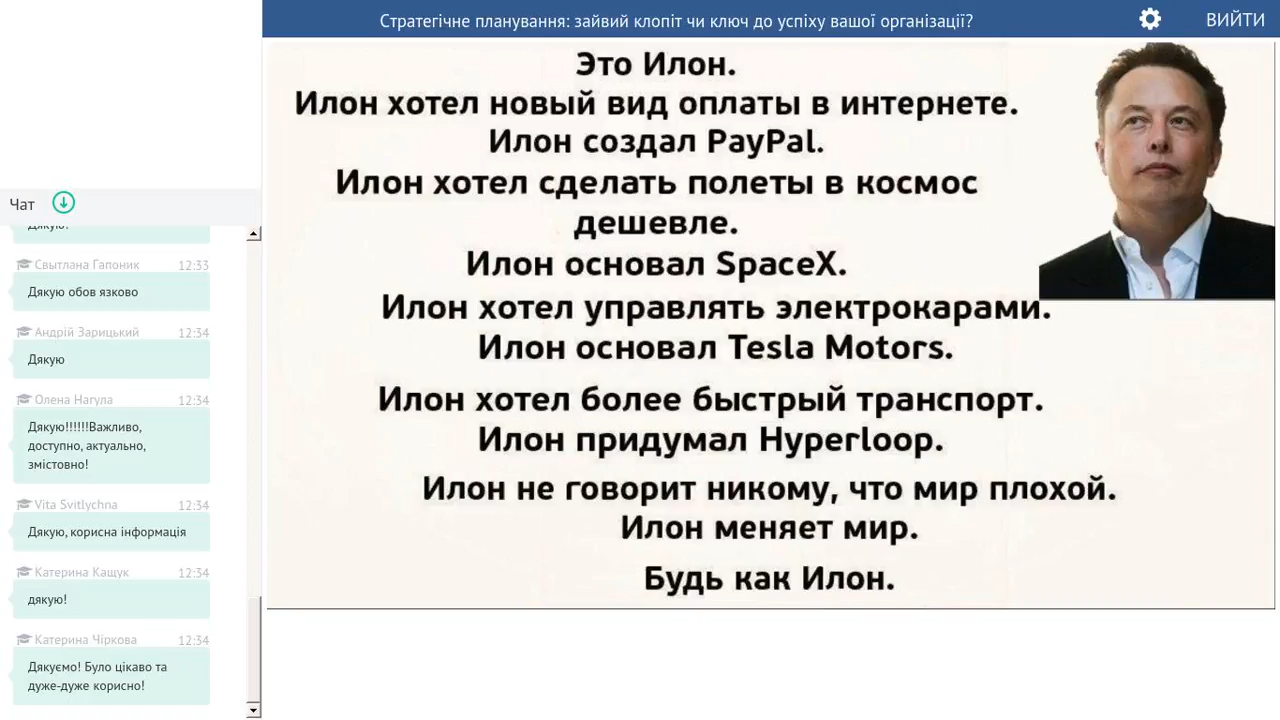 Стратегічне планування: зайвий клопіт чи ключ до успіху вашої організації?
ВИЙТИ
Чат
Дякую!
Свытлана Гапоник 12:33
Дякую обов язково
Андрій Зарицький 12:34
Дякую
Олена Нагула 12:34
Дякую!!!!!!Важливо,
доступно, актуально,
змістовно!
Vita Svitlychna 12:34
Дякую, корисна інформація
Катерина Кащук 12:34
дякую!
Катерина Чіркова 12:34
Дякуємо! Було цікаво та
дуже-дуже корисно!
Это Илон.
Илон хотел новый вид оплаты в интернете.
Илон создал PayPal.
Илон хотел сделать полеты в космос
дешевле.
Илон основал SpaceX.
Илон хотел управлять электрокарами.
Илон основал Tesla Motors.
Илон хотел более быстрый транспорт.
Илон придумал Hyperloop.
Илон не говорит никому, что мир плохой.
Илон меняет мир.
Будь как Илон.